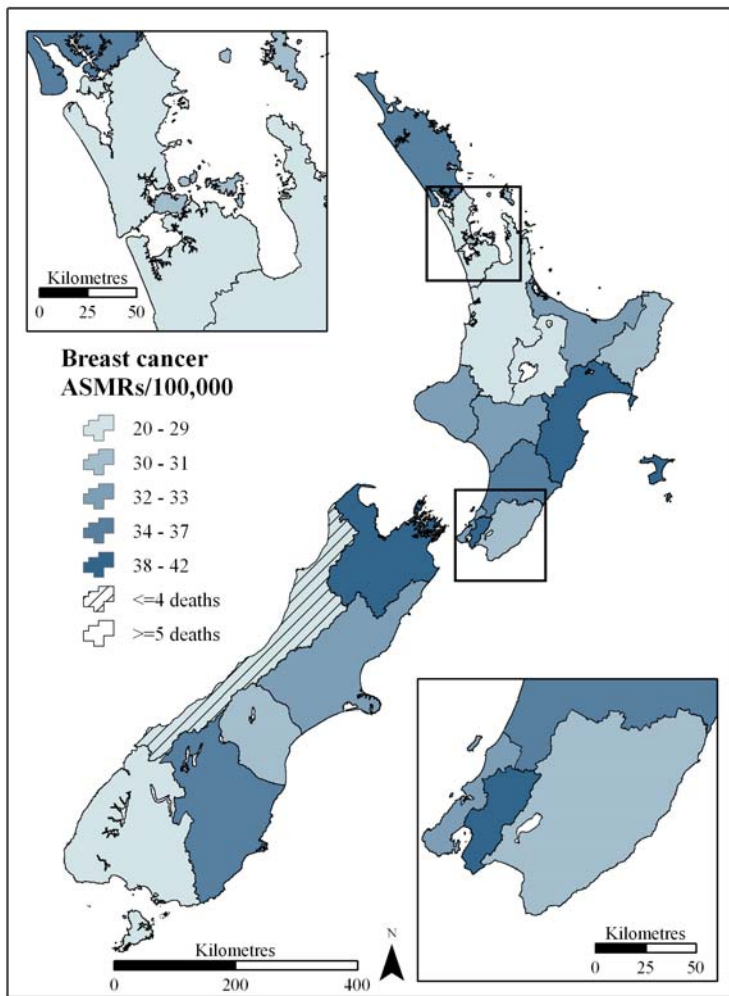 Kilometres
0 25 50
Breast cancer
ASMRs/100,000
20 - 29
30 - 31
32 - 33
34 - 37
38 - 42
<=4 deaths
>=5 deaths
Kilometres
0 200 400
N
Kilometres
0 25 50